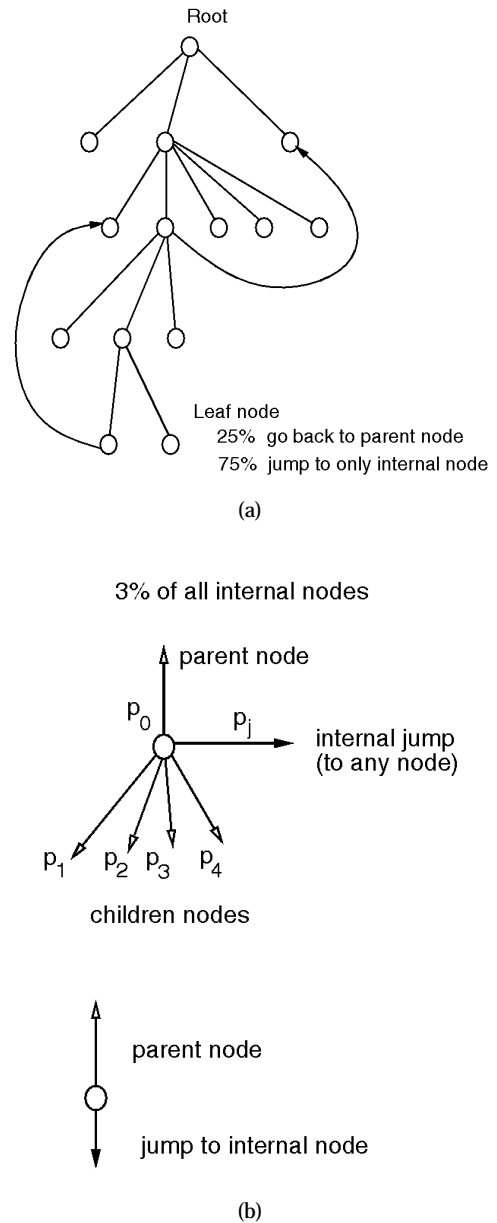 Root
Leaf node
25% go back to parent node
75% jump to only internal node
(a)
3% of all internal nodes
parent node
p0
pj
internal jump
(to any node)
p1 p2 p3 p4
children nodes
parent node
jump to internal node
(b)